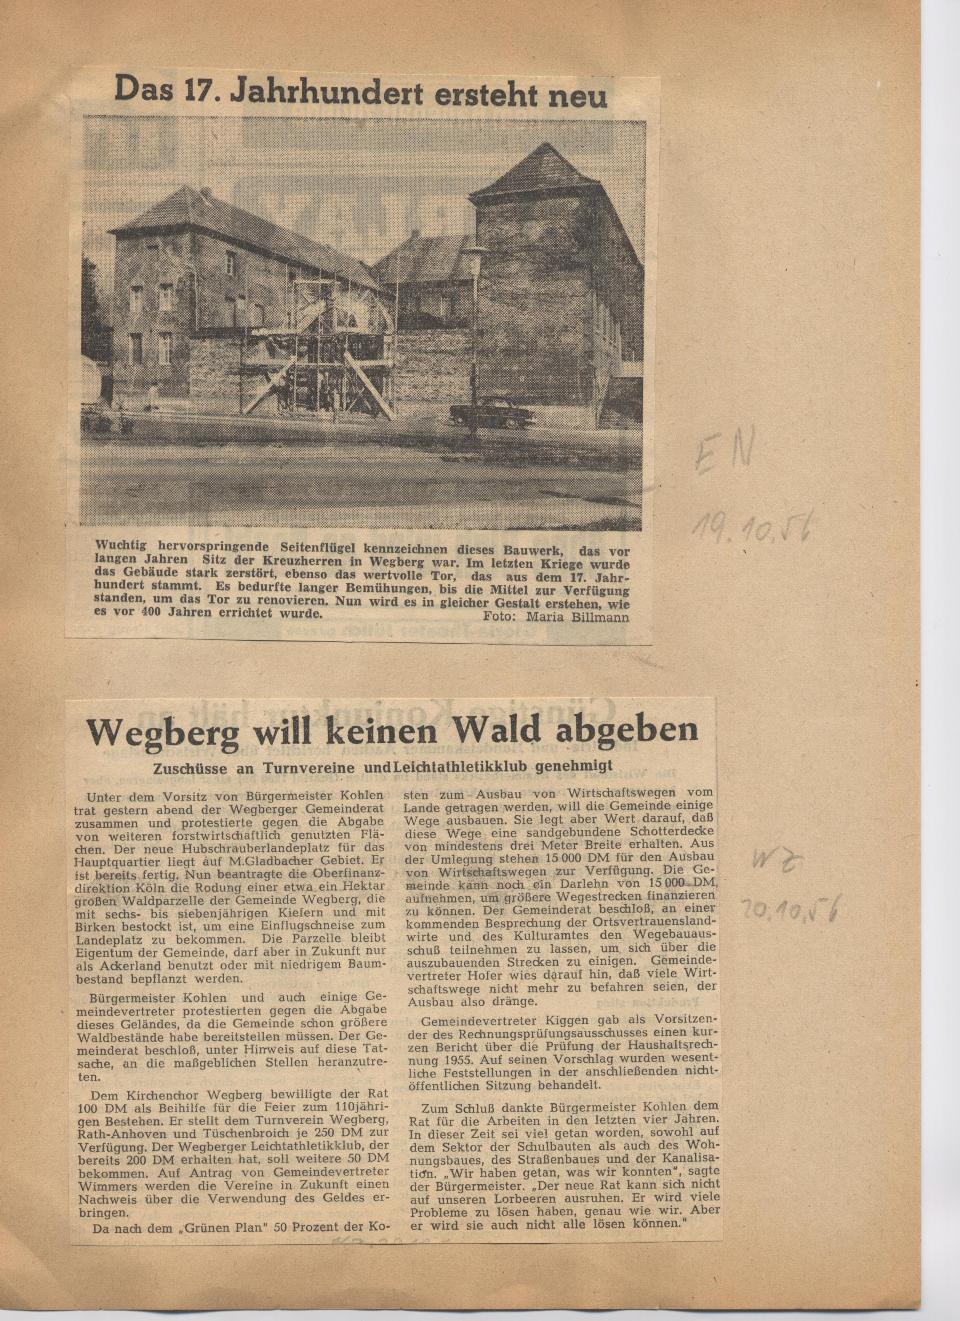 Das 17. Jahrhundert ersteht neu
Wuchtig hervorspringende Seitenflügel kennzeichnen dieses Bauwerk, das vor
langen Jahren Sitz der Kreuzherren in Wegberg war. Im letzten Kriege wurde
das Gebäude stark zerstört, ebenso das wertvolle Tor, das aus dem 17. Jahr-
hundert stammt. Es bedurfte langer Bemühungen, bis die Mittel zur Verfügung
standen, um das Tor zu renovieren. Nun wird es in gleicher Gestalt erstehen, wie
es vor 400 Jahren errichtet wurde. Foto: Maria Billmann
EN
19.10.56
Wegberg will keinen Wald abgeben
Zuschüsse an Turnvereine und Leichtathletikklub genehmigt
Unter dem Vorsitz von Bürgermeister Kohlen
trat gestern abend der Wegberger Gemeinderat
zusammen und protestierte gegen die Abgabe
von weiteren forstwirtschaftlich genutzten Flä-
chen. Der neue Hubschrauberlandeplatz für das
Hauptquartier liegt auf M.Gladbacher Gebiet. Er
ist bereits fertig. Nun beantragte die Oberfinanz-
direktion Köln die Rodung einer etwa ein Hektar
großen Waldparzelle der Gemeinde Wegberg, die
mit sechs- bis siebenjährigen Kiefern und mit
Birken bestockt ist, um eine Einflugschneise zum
Landeplatz zu bekommen. Die Parzelle bleibt
Eigentum der Gemeinde, darf aber in Zukunft nur
als Ackerland benutzt oder mit niedrigem Baum-
bestand bepflanzt werden.
Bürgermeister Kohlen und auch einige Ge-
meindevertreter protestierten gegen die Abgabe
dieses Geländes, da die Gemeinde schon größere
Waldbestände habe bereitstellen müssen. Der Ge-
meinderat beschloß, unter Hinweis auf diese Tat-
sache, an die maßgeblichen Stellen heranzutre-
ten.
Dem Kirchenchor Wegberg bewilligte der Rat
100 DM als Beihilfe für die Feier zum 110jähri-
gen Bestehen. Er stellt dem Turnverein Wegberg,
Rath-Anhoven und Tüschenbroich je 250 DM zur
Verfügung. Der Wegberger Leichtathletikklub, der
bereits 200 DM erhalten hat, soll weitere 50 DM
bekommen. Auf Antrag von Gemeindevertreter
Wimmers werden die Vereine in Zukunft einen
Nachweis über die Verwendung des Geldes er-
bringen.
Da nach dem „Grünen Plan" 50 Prozent der Ko-
sten zum Ausbau von Wirtschaftswegen vom
Lande getragen werden, will die Gemeinde einige
Wege ausbauen. Sie legt aber Wert darauf, daß
diese Wege eine sandgebundene Schotterdecke
von mindestens drei Meter Breite erhalten. Aus
der Umlegung stehen 15 000 DM für den Ausbau
von Wirtschaftswegen zur Verfügung. Die Ge-
meinde kann noch ein Darlehn von 15 000 DM
aufnehmen, um größere Wegestrecken finanzieren
zu können. Der Gemeinderat beschloß, an einer
kommenden Besprechung der Ortsvertrauensland-
wirte und des Kulturamtes den Wegebauaus-
schuß teilnehmen zu lassen, um sich über die
auszubauenden Strecken zu einigen. Gemeinde-
vertreter Hofer wies darauf hin, daß viele Wirt-
schaftswege nicht mehr zu befahren seien, der
Ausbau also dränge.
Gemeindevertreter Kiggen gab als Vorsitzen-
der des Rechnungsprüfungsausschusses einen kur-
zen Bericht über die Prüfung der Haushaltsrech-
nung 1955. Auf seinen Vorschlag wurden wesent-
liche Feststellungen in der anschließenden nicht-
öffentlichen Sitzung behandelt.
Zum Schluß dankte Bürgermeister Kohlen dem
Rat für die Arbeiten in den letzten vier Jahren.
In dieser Zeit sei viel getan worden, sowohl auf
dem Sektor der Schulbauten als auch des Woh-
nungsbaues, des Straßenbaues und der Kanalisa-
tion. „Wir haben getan, was wir konnten", sagte
der Bürgermeister. „Der neue Rat kann sich nicht
auf unseren Lorbeeren ausruhen. Er wird viele
Probleme zu lösen haben, genau wie wir. Aber
er wird sie auch nicht alle lösen können."
WZ
20.10.56